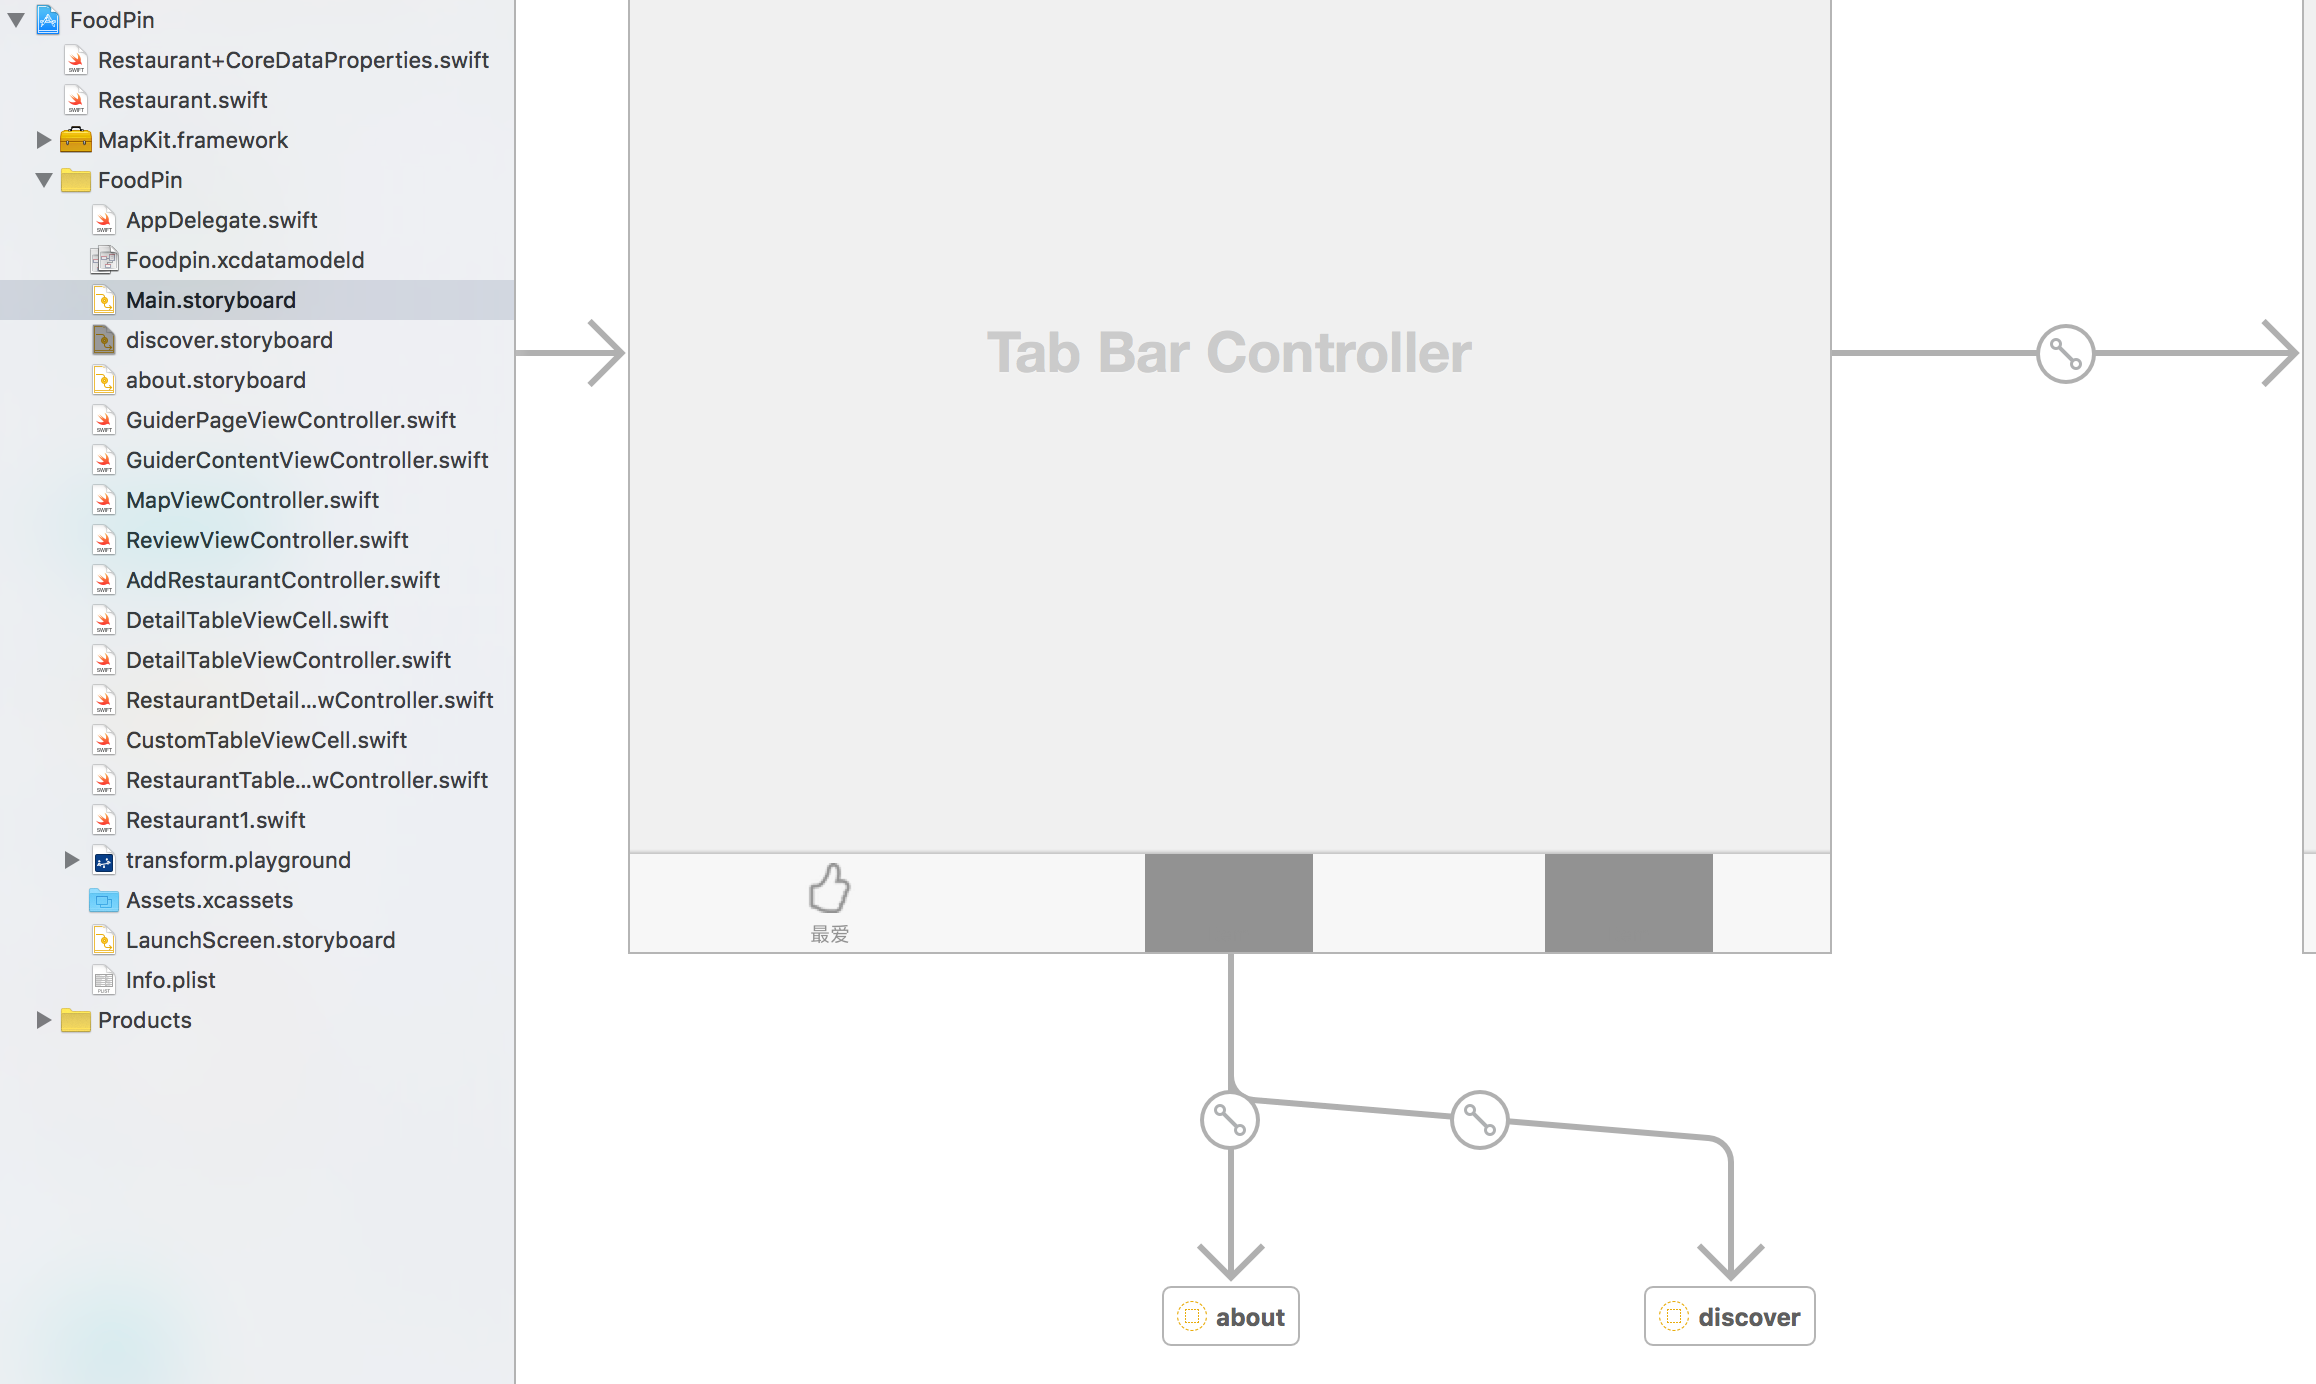 FoodPin
Restaurant+CoreDataProperties.swift
Restaurant.swift
MapKit.framework
FoodPin
AppDelegate.swift
Foodpin.xcdatamodeld
Main.storyboard
discover.storyboard
about.storyboard
GuiderPageViewController.swift
GuiderContentViewController.swift
MapViewController.swift
ReviewViewController.swift
AddRestaurantController.swift
DetailTableViewCell.swift
DetailTableViewController.swift
RestaurantDetail...wController.swift
CustomTableViewCell.swift
RestaurantTable...wController.swift
Restaurant1.swift
transform.playground
Assets.xcassets
LaunchScreen.storyboard
Info.plist
Products
Tab Bar Controller
最爱
about
discover